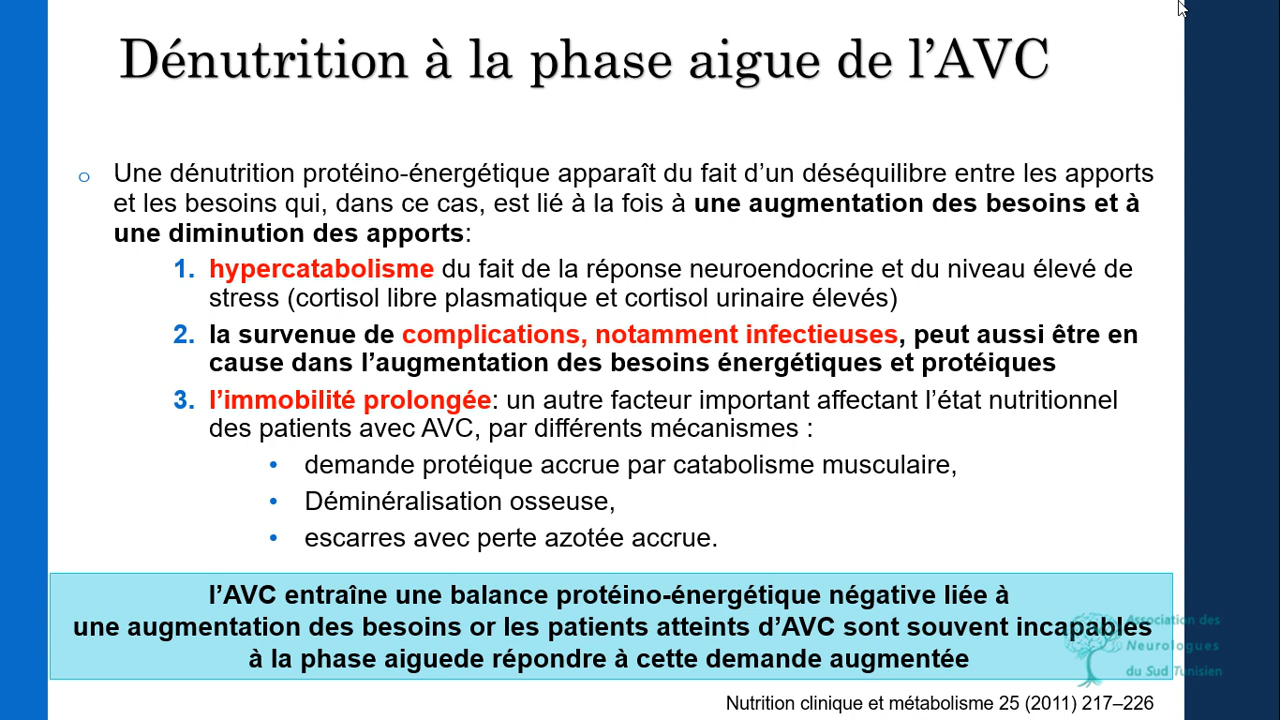 Dénutrition à la phase aigue de l’AVC
o Une dénutrition protéino-énergétique apparaît du fait d’un déséquilibre entre les apports
et les besoins qui, dans ce cas, est lié à la fois à une augmentation des besoins et à
une diminution des apports:
1. hypercatabolisme du fait de la réponse neuroendocrine et du niveau élevé de
stress (cortisol libre plasmatique et cortisol urinaire élevés)
2. la survenue de complications, notamment infectieuses, peut aussi être en
cause dans l’augmentation des besoins énergétiques et protéiques
3. l’immobilité prolongée: un autre facteur important affectant l’état nutritionnel
des patients avec AVC, par différents mécanismes :
• demande protéique accrue par catabolisme musculaire,
• Déminéralisation osseuse,
• escarres avec perte azotée accrue.
l’AVC entraîne une balance protéino-énergétique négative liée à
une augmentation des besoins or les patients atteints d’AVC sont souvent incapables
à la phase aiguede répondre à cette demande augmentée
Association des
Neurologues
du Sud Tunisien
Nutrition clinique et métabolisme 25 (2011) 217–226